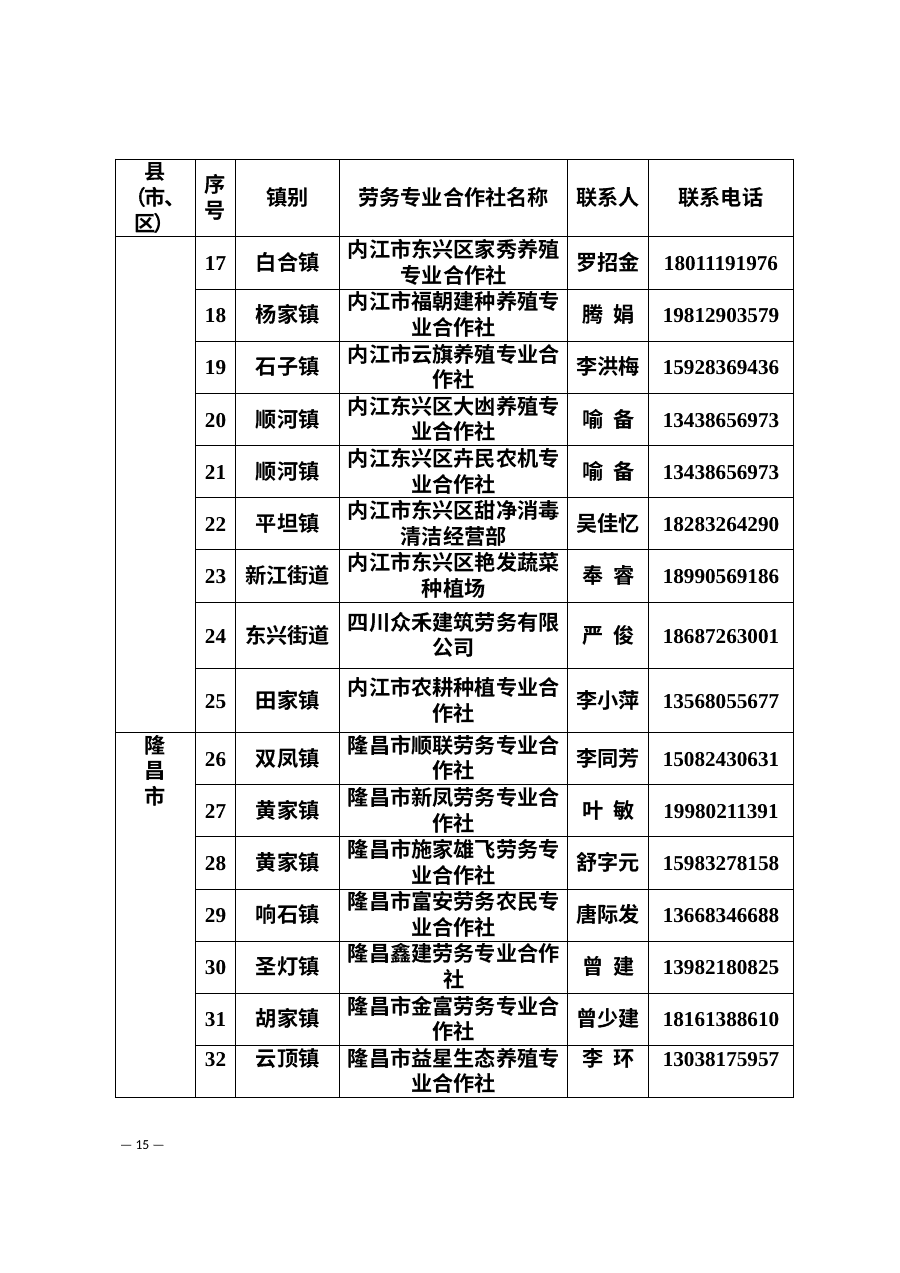 县
（市、
区）
序
号
镇别
劳务专业合作社名称
联系人
联系电话
17
白合镇
内江市东兴区家秀养殖
专业合作社
罗招金
18011191976
18
杨家镇
内江市福朝建种养殖专
业合作社
腾 娟
19812903579
19
石子镇
内江市云旗养殖专业合
作社
李洪梅
15928369436
20
顺河镇
内江东兴区大凼养殖专
业合作社
喻 备
13438656973
21
顺河镇
内江东兴区卉民农机专
业合作社
喻 备
13438656973
22
平坦镇
内江市东兴区甜净消毒
清洁经营部
吴佳忆
18283264290
23
新江街道
内江市东兴区艳发蔬菜
种植场
奉 睿
18990569186
24
东兴街道
四川众禾建筑劳务有限
公司
严 俊
18687263001
25
田家镇
内江市农耕种植专业合
作社
李小萍
13568055677
隆
昌
市
26
双凤镇
隆昌市顺联劳务专业合
作社
李同芳
15082430631
27
黄家镇
隆昌市新凤劳务专业合
作社
叶 敏
19980211391
28
黄家镇
隆昌市施家雄飞劳务专
业合作社
舒字元
15983278158
29
响石镇
隆昌市富安劳务农民专
业合作社
唐际发
13668346688
30
圣灯镇
隆昌鑫建劳务专业合作
社
曾 建
13982180825
31
胡家镇
隆昌市金富劳务专业合
作社
曾少建
18161388610
32
云顶镇
隆昌市益星生态养殖专
业合作社
李 环
13038175957
— 15 —